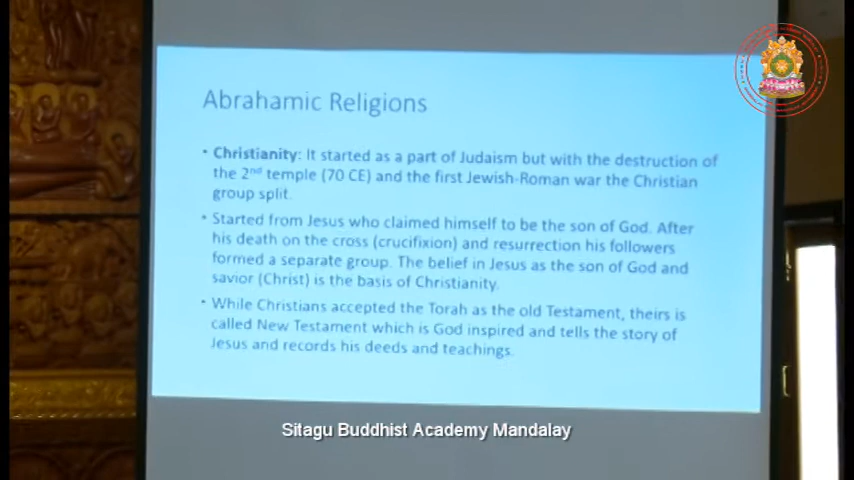 Abrahamic Religions
• Christianity: It started as a part of Judaism but with the destruction of
the 2nd temple (70 CE) and the first Jewish-Roman war the Christian
group split.
• Started from Jesus who claimed himself to be the son of God. After
his death on the cross (crucifixion) and resurrection his followers
formed a separate group. The belief in Jesus as the son of God and
savior (Christ) is the basis of Christianity.
• While Christians accepted the Torah as the old Testament, theirs is
called New Testament which is God inspired and tells the story of
Jesus and records his deeds and teachings.
Sitagu Buddhist Academy Mandalay